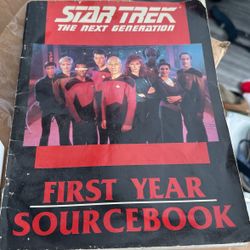 STAR TREK
THE NEXT GENERATION
FIRST YEAR
SOURCEBOOK